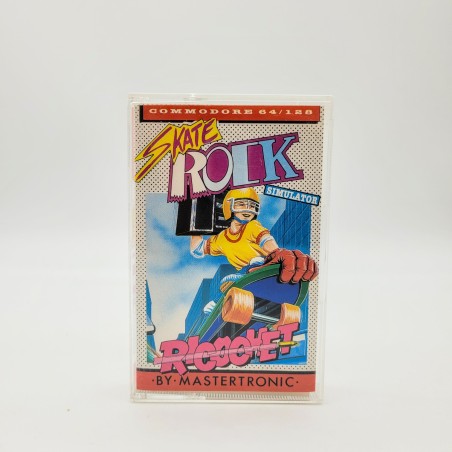 COMMODORE 64/128
SKATE
ROCK
SIMULATOR
RICOCHET
·BY·MASTERTRONIC·